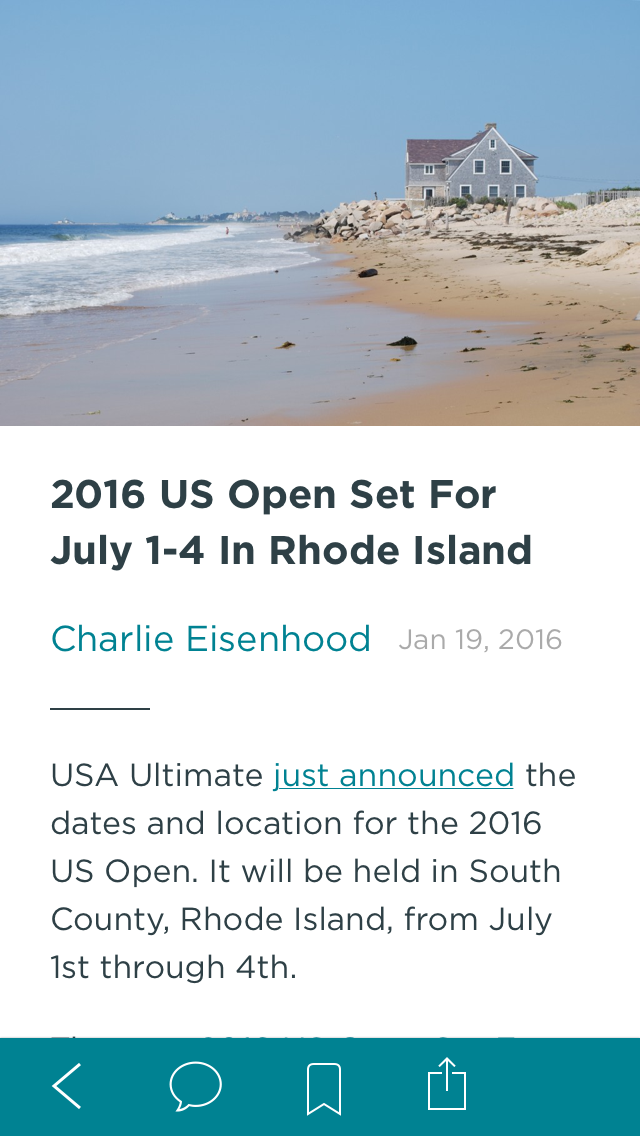 2016 US Open Set For
July 1-4 In Rhode Island
Charlie Eisenhood Jan 19, 2016
USA Ultimate just announced the
dates and location for the 2016
US Open. It will be held in South
County, Rhode Island, from July
1st through 4th.